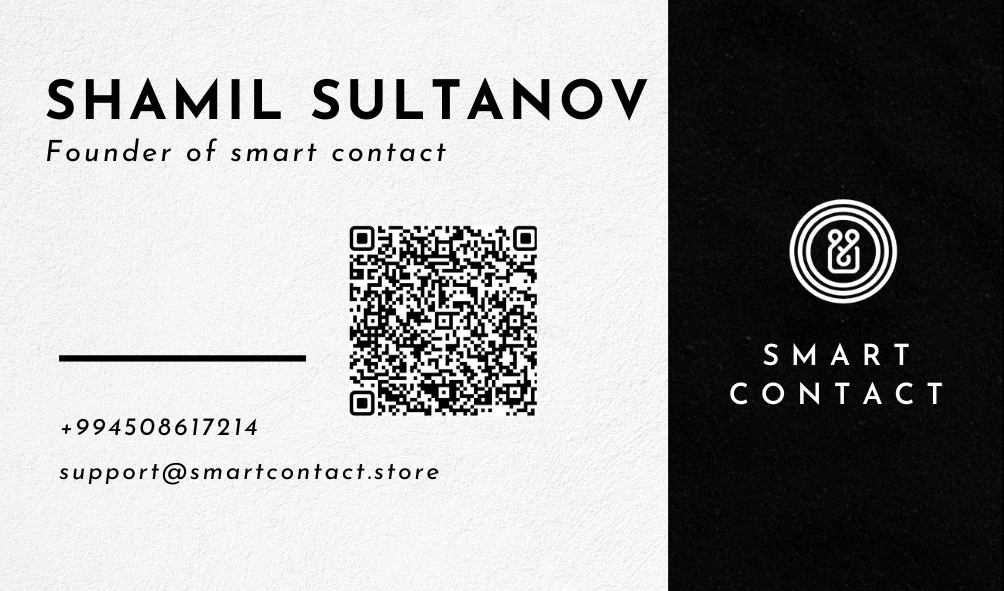 SHAMIL SULTANOV
Founder of smart contact
+994508617214
support@smartcontact.store
SMART
CONTACT